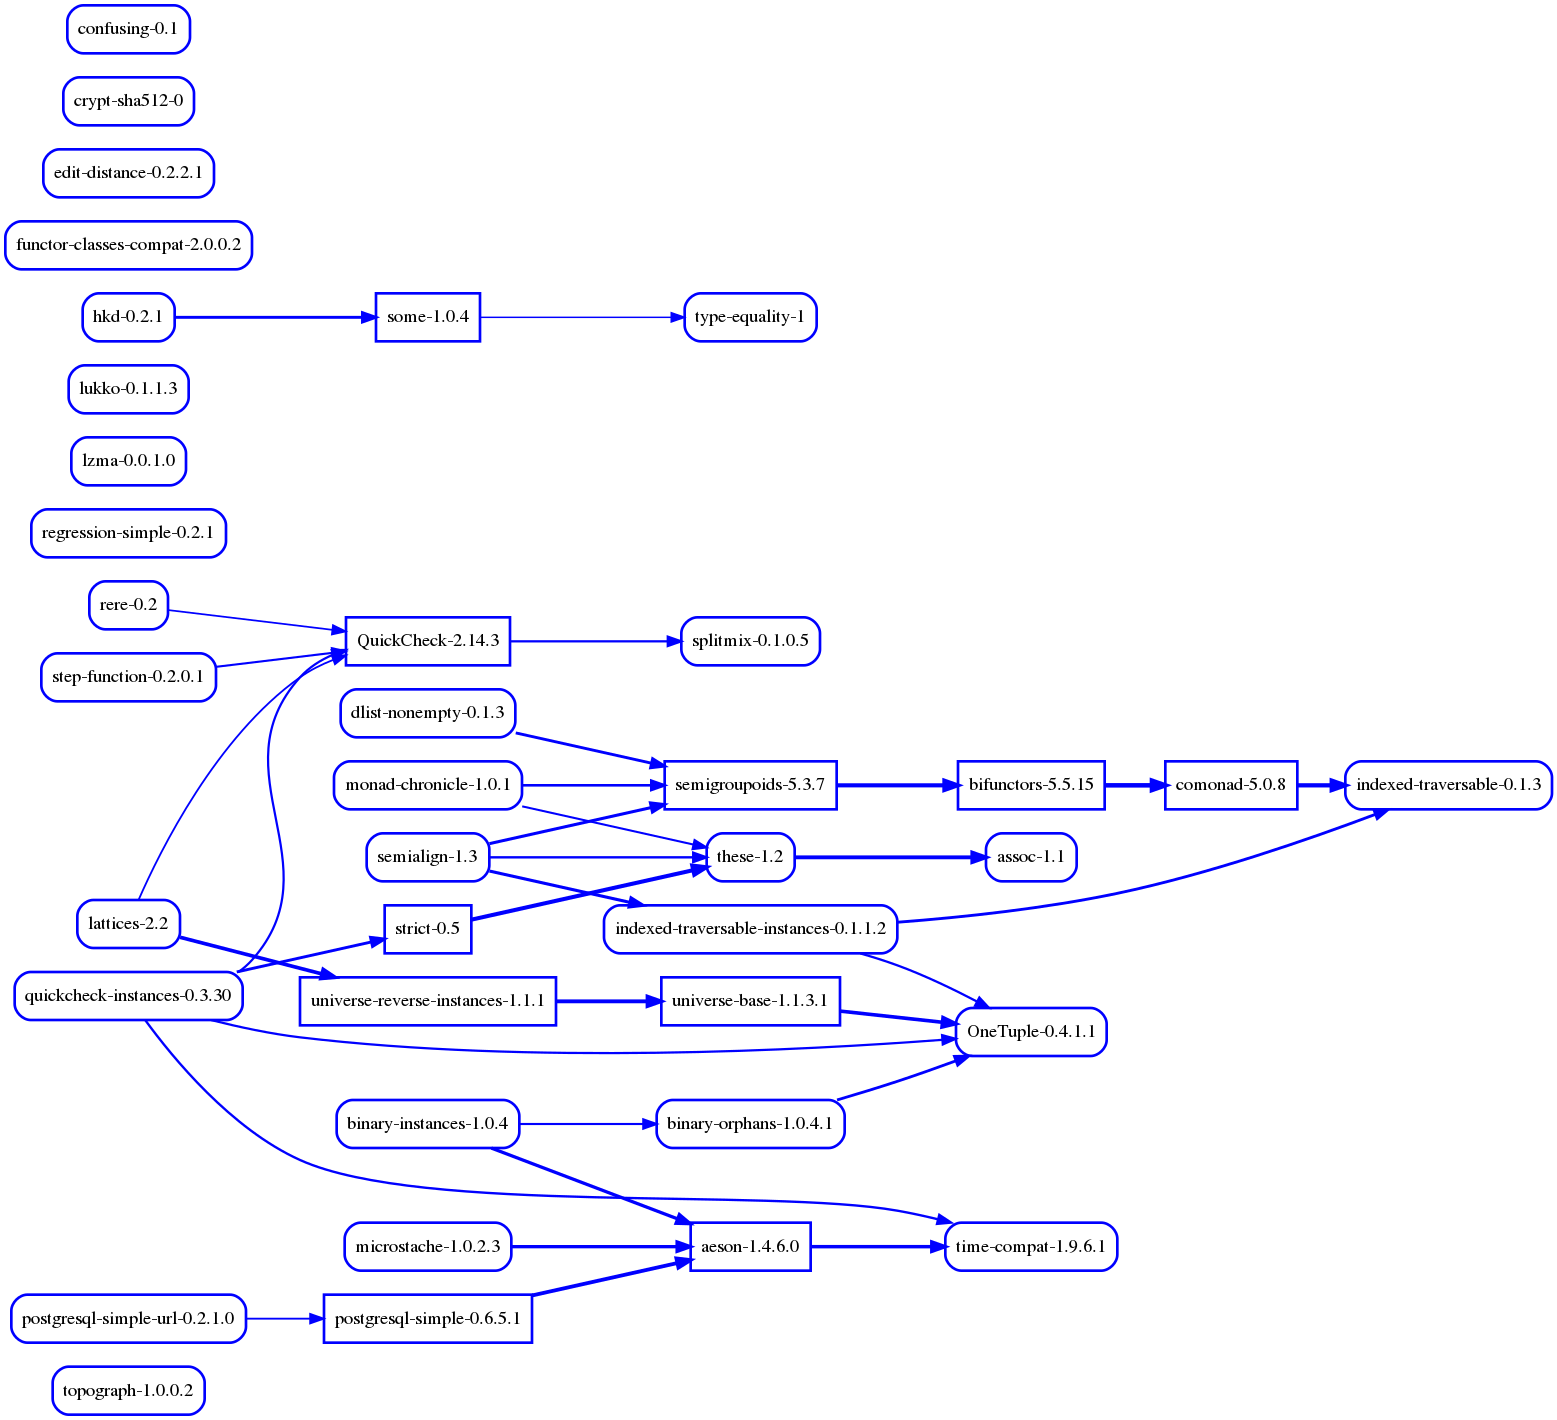 confusing-0.1
crypt-sha512-0
edit-distance-0.2.2.1
functor-classes-compat-2.0.0.2
hkd-0.2.1
some-1.0.4
type-equality-1
lukko-0.1.1.3
lzma-0.0.1.0
regression-simple-0.2.1
rere-0.2
QuickCheck-2.14.3
splitmix-0.1.0.5
step-function-0.2.0.1
dlist-nonempty-0.1.3
monad-chronicle-1.0.1
semigroupoids-5.3.7
bifunctors-5.5.15
comonad-5.0.8
indexed-traversable-0.1.3
semialign-1.3
these-1.2
assoc-1.1
lattices-2.2
strict-0.5
indexed-traversable-instances-0.1.1.2
quickcheck-instances-0.3.30
universe-reverse-instances-1.1.1
universe-base-1.1.3.1
OneTuple-0.4.1.1
binary-instances-1.0.4
binary-orphans-1.0.4.1
microstache-1.0.2.3
aeson-1.4.6.0
time-compat-1.9.6.1
postgresql-simple-url-0.2.1.0
postgresql-simple-0.6.5.1
topograph-1.0.0.2